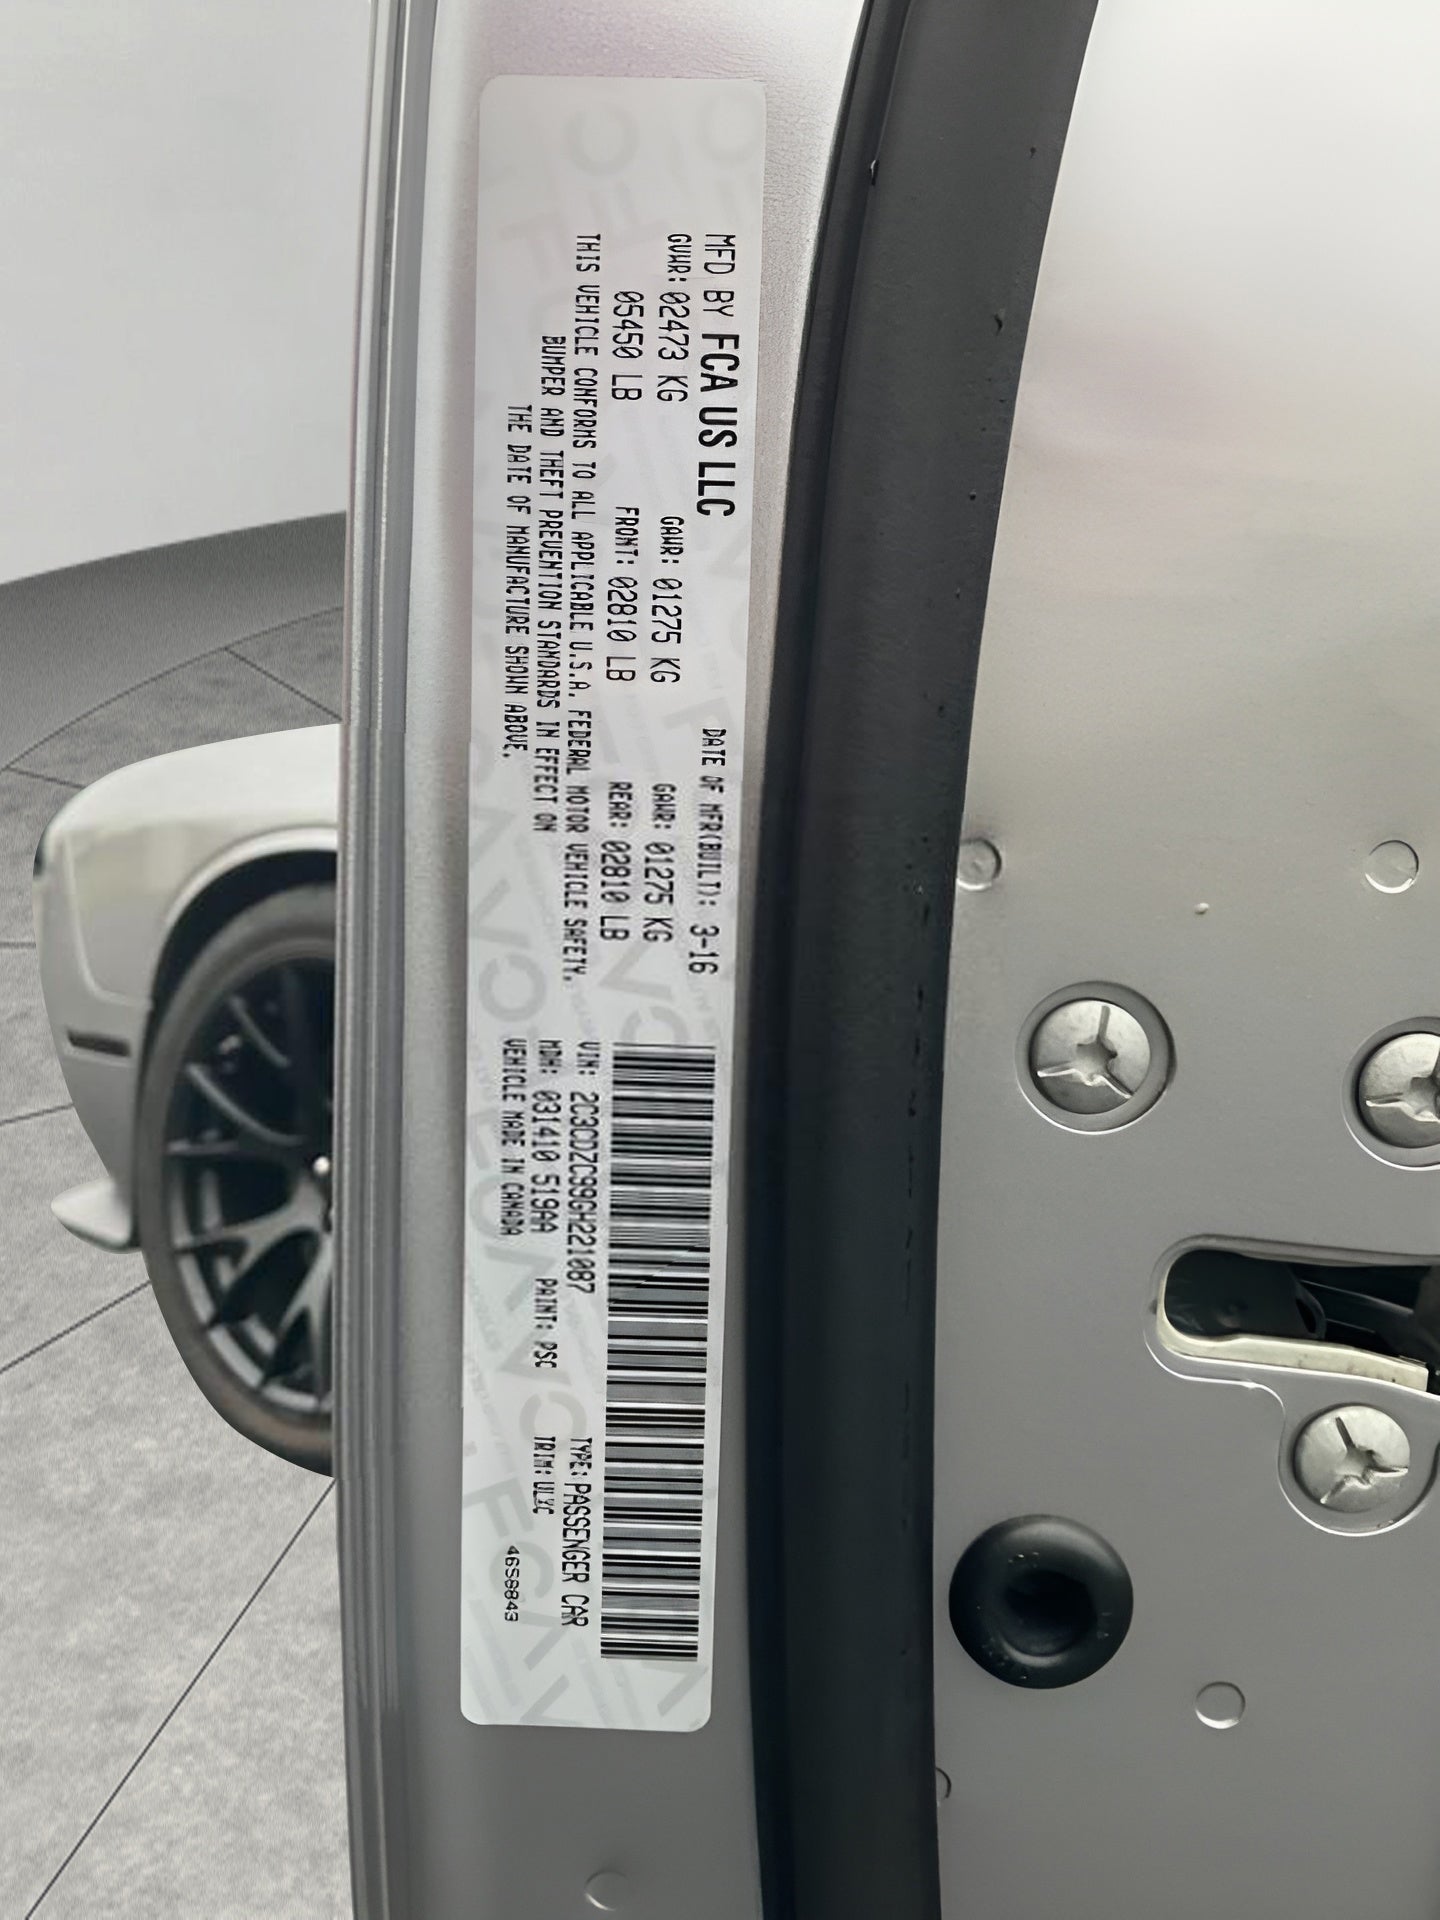 MFD BY FCA US LLC
DATE OF MFR(BUILT): 3-16
GVWR: 02473 KG
05450 LB
GAWR: 01275 KG
FRONT: 02810 LB
GAWR: 01275 KG
REAR: 02810 LB
THIS VEHICLE CONFORMS TO ALL APPLICABLE U.S.A. FEDERAL MOTOR VEHICLE SAFETY,
BUMPER AND THEFT PREVENTION STANDARDS IN EFFECT ON
THE DATE OF MANUFACTURE SHOWN ABOVE.
VIN: 2C3CDZC99GH221087
TYPE: PASSENGER CAR
MDH: 031410 519AA
PAINT: PSC
TRIM: VLXC
VEHICLE MADE IN CANADA
4658843